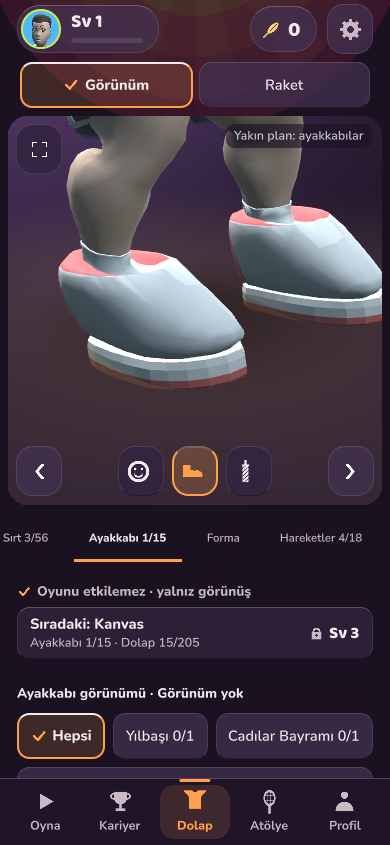 Sv 1
0
Görünüm
Raket
Yakın plan: ayakkabılar
Sırt 3/56
Ayakkabı 1/15
Forma
Hareketler 4/18
Oyunu etkilemez · yalnız görünüş
Sıradaki: Kanvas
Ayakkabı 1/15 · Dolap 15/205
Sv 3
Ayakkabı görünümü · Görünüm yok
Hepsi
Yılbaşı 0/1
Cadılar Bayramı 0/1
Oyna
Kariyer
Dolap
Atölye
Profil